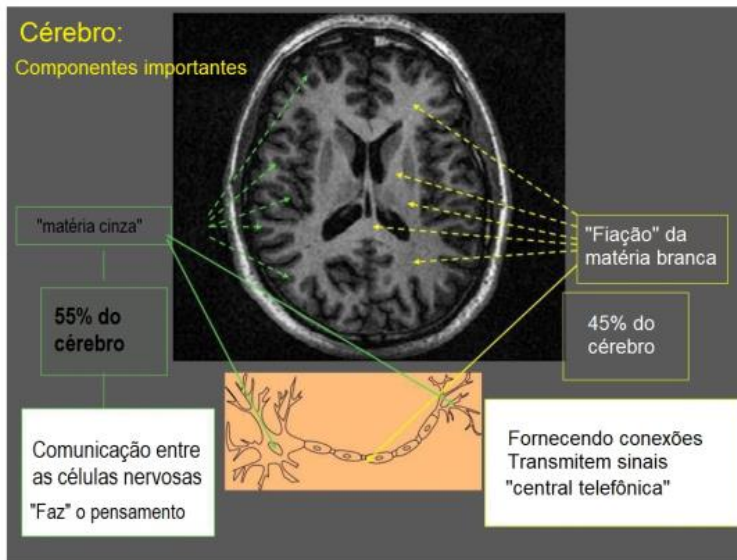 Cérebro:
Componentes importantes
"matéria cinza"
55% do
cérebro
Comunicação entre
as células nervosas
"Faz" o pensamento
"Fiação" da
matéria branca
45% do
cérebro
Fornecendo conexões
Transmitem sinais
"central telefônica"